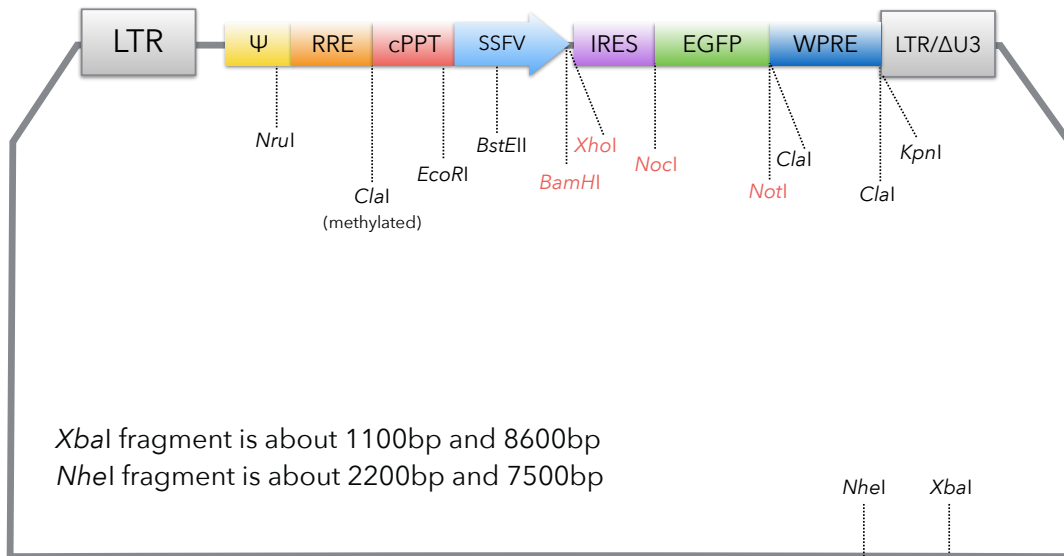 LTR
Ψ RRE cPPT SSFV IRES EGFP WPRE LTR/ΔU3
NruI
ClaI
(methylated)
EcoRI
BstEII
BamHI
XhoI
NocI
NotI
ClaI
ClaI
KpnI
XbaI fragment is about 1100bp and 8600bp
NheI fragment is about 2200bp and 7500bp
NheI XbaI